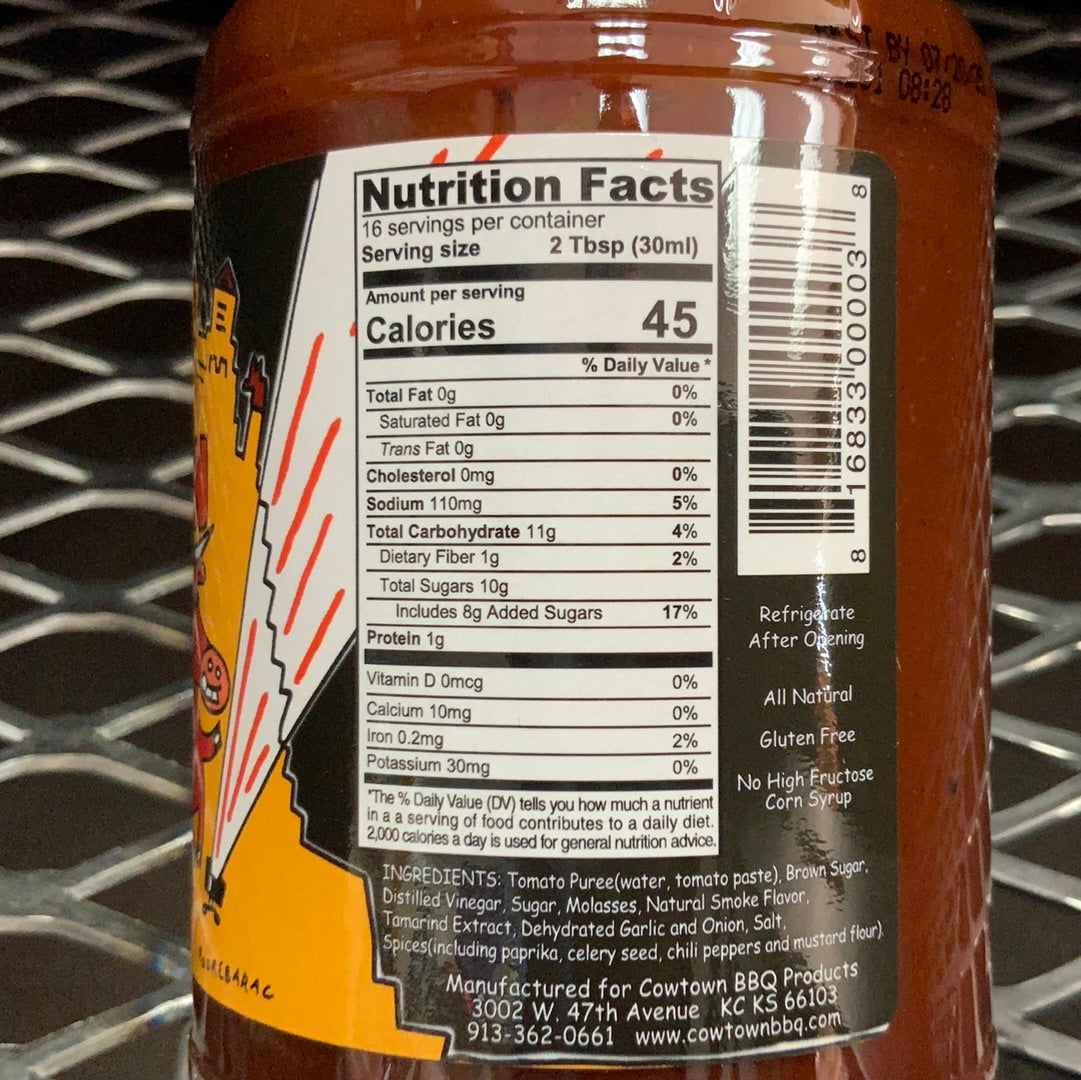 BY 07
08:28
Nutrition Facts
16 servings per container
Serving size 2 Tbsp (30ml)
Amount per serving
Calories 45
% Daily Value *
Total Fat 0g 0%
Saturated Fat 0g 0%
Trans Fat 0g
Cholesterol 0mg 0%
Sodium 110mg 5%
Total Carbohydrate 11g 4%
Dietary Fiber 1g 2%
Total Sugars 10g
Includes 8g Added Sugars 17%
Protein 1g
Vitamin D 0mcg 0%
Calcium 10mg 0%
Iron 0.2mg 2%
Potassium 30mg 0%
*The % Daily Value (DV) tells you how much a nutrient
in a a serving of food contributes to a daily diet.
2,000 calories a day is used for general nutrition advice.
8 16833 00003 8
Refrigerate
After Opening
All Natural
Gluten Free
No High Fructose
Corn Syrup
INGREDIENTS: Tomato Puree(water, tomato paste), Brown Sugar,
Distilled Vinegar, Sugar, Molasses, Natural Smoke Flavor,
Tamarind Extract, Dehydrated Garlic and Onion, Salt,
Spices(including paprika, celery seed, chili peppers and mustard flour).
Manufactured for Cowtown BBQ Products
3002 W. 47th Avenue KC KS 66103
913-362-0661 www.cowtownbbq.com